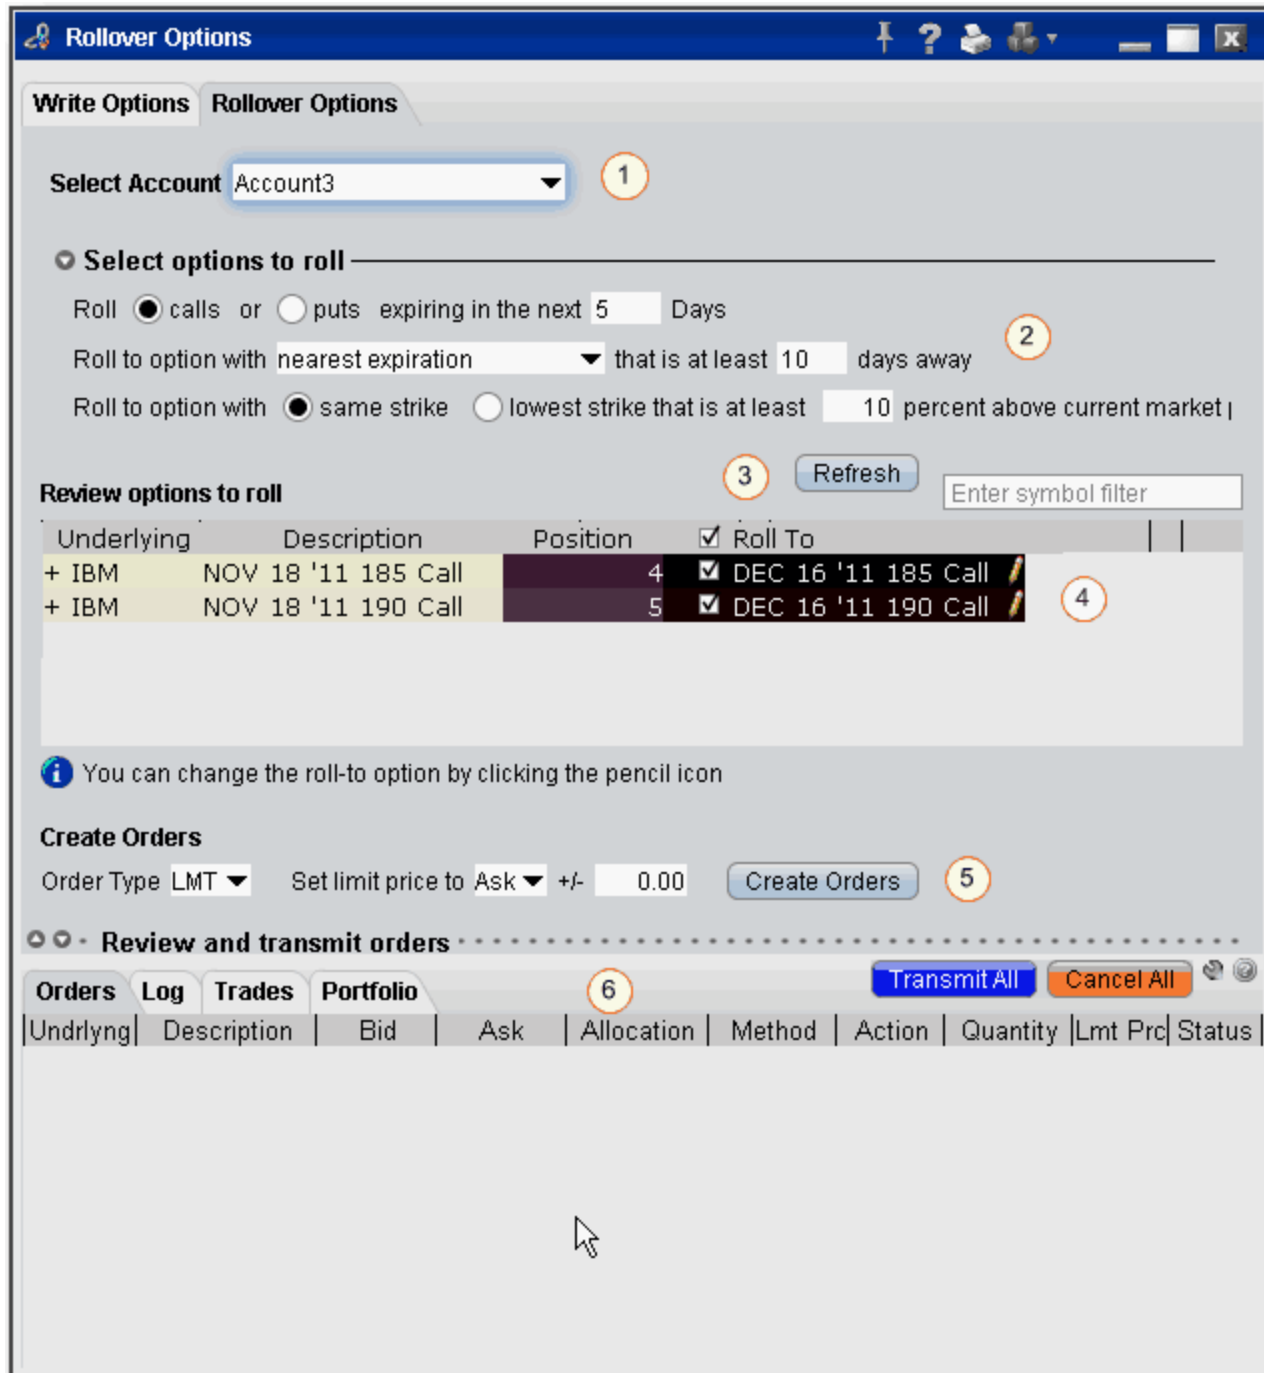 Rollover Options
Write Options Rollover Options
Select Account Account3 1
Select options to roll
Roll calls or puts expiring in the next 5 Days
2
Roll to option with nearest expiration that is at least 10 days away
Roll to option with same strike lowest strike that is at least 10 percent above current market
3 Refresh
Review options to roll Enter symbol filter
Underlying Description Position Roll To
+ IBM NOV 18 '11 185 Call 4 DEC 16 '11 185 Call
+ IBM NOV 18 '11 190 Call 5 DEC 16 '11 190 Call
4
You can change the roll-to option by clicking the pencil icon
Create Orders
Order Type LMT Set limit price to Ask +/- 0.00 Create Orders 5
Review and transmit orders
Orders Log Trades Portfolio 6 Transmit All Cancel All
Undrlyng Description Bid Ask Allocation Method Action Quantity Lmt Prc Status